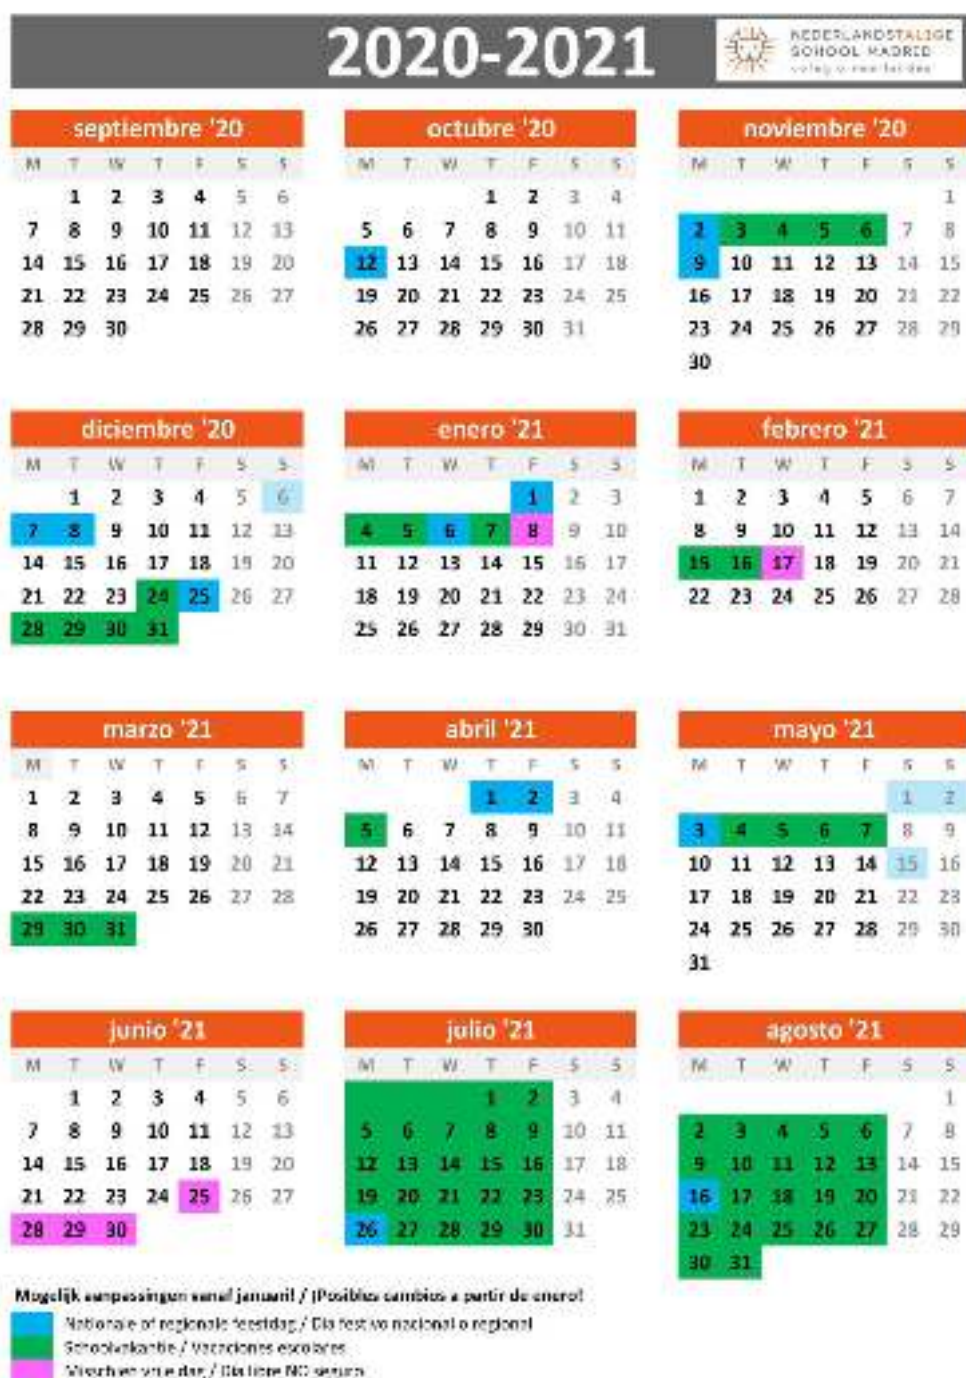 2020-2021
NEDERLANDSTALIGE
SCHOOL MADRID
septiembre '20
M T W T F S S
1 2 3 4 5 6
7 8 9 10 11 12 13
14 15 16 17 18 19 20
21 22 23 24 25 26 27
28 29 30
octubre '20
M T W T F S S
1 2 3 4
5 6 7 8 9 10 11
12 13 14 15 16 17 18
19 20 21 22 23 24 25
26 27 28 29 30 31
noviembre '20
M T W T F S S
1
2 3 4 5 6 7 8
9 10 11 12 13 14 15
16 17 18 19 20 21 22
23 24 25 26 27 28 29
30
diciembre '20
M T W T F S S
1 2 3 4 5 6
7 8 9 10 11 12 13
14 15 16 17 18 19 20
21 22 23 24 25 26 27
28 29 30 31
enero '21
M T W T F S S
1 2 3
4 5 6 7 8 9 10
11 12 13 14 15 16 17
18 19 20 21 22 23 24
25 26 27 28 29 30 31
febrero '21
M T W T F S S
1 2 3 4 5 6 7
8 9 10 11 12 13 14
15 16 17 18 19 20 21
22 23 24 25 26 27 28
marzo '21
M T W T F S S
1 2 3 4 5 6 7
8 9 10 11 12 13 14
15 16 17 18 19 20 21
22 23 24 25 26 27 28
29 30 31
abril '21
M T W T F S S
1 2 3 4
5 6 7 8 9 10 11
12 13 14 15 16 17 18
19 20 21 22 23 24 25
26 27 28 29 30
mayo '21
M T W T F S S
1 2
3 4 5 6 7 8 9
10 11 12 13 14 15 16
17 18 19 20 21 22 23
24 25 26 27 28 29 30
31
junio '21
M T W T F S S
1 2 3 4 5 6
7 8 9 10 11 12 13
14 15 16 17 18 19 20
21 22 23 24 25 26 27
28 29 30
julio '21
M T W T F S S
1 2 3 4
5 6 7 8 9 10 11
12 13 14 15 16 17 18
19 20 21 22 23 24 25
26 27 28 29 30 31
agosto '21
M T W T F S S
1
2 3 4 5 6 7 8
9 10 11 12 13 14 15
16 17 18 19 20 21 22
23 24 25 26 27 28 29
30 31
Mogelijk aanpassingen vanaf januari! / ¡Posibles cambios a partir de enero!
Nationale of regionale feestdag / Día festivo nacional o regional
Schoolvakantie / Vacaciones escolares
Misschien vrije dag / Día libre NO seguro